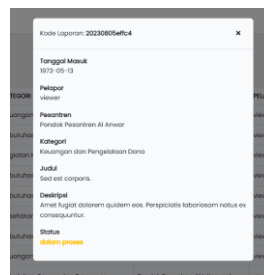 Kode Laporan: 20230805effc4
×
Tanggal Masuk
1973-05-13
Pelapor
viewer
Pesantren
Pondok Pesantren Al Anwar
Kategori
Keuangan dan Pengelolaan Dana
Judul
Sed est corporis.
Deskripsi
Amet fugiat dolorem quidem eos. Perspiciatis laboriosam natus ex
consequuntur.
Status
dalam proses